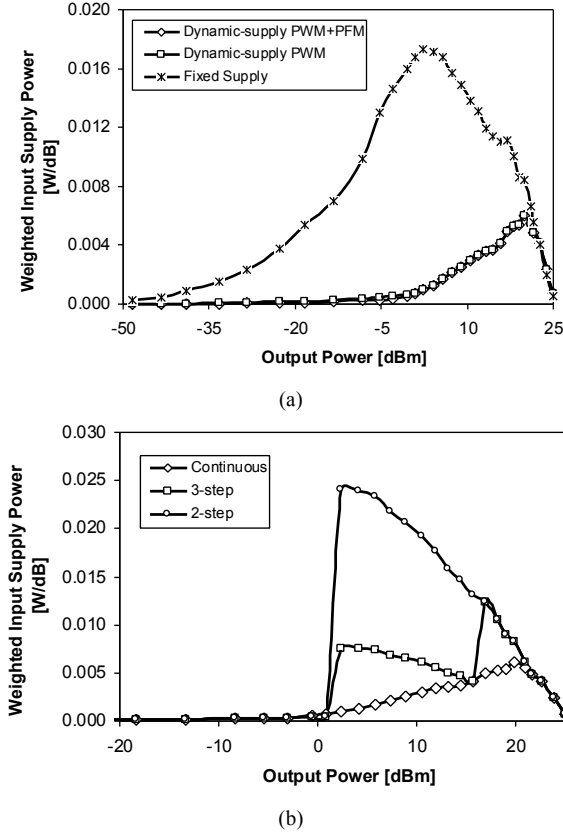 (a)
Dynamic-supply PWM+PFM
Dynamic-supply PWM
Fixed Supply
Weighted Input Supply Power
[W/dB]
0.020
0.016
0.012
0.008
0.004
0.000
-50 -35 -20 -5 10 25
Output Power [dBm]
(a)
(b)
Continuous
3-step
2-step
Weighted Input Supply Power
[W/dB]
0.030
0.025
0.020
0.015
0.010
0.005
0.000
-20 -10 0 10 20
Output Power [dBm]
(b)